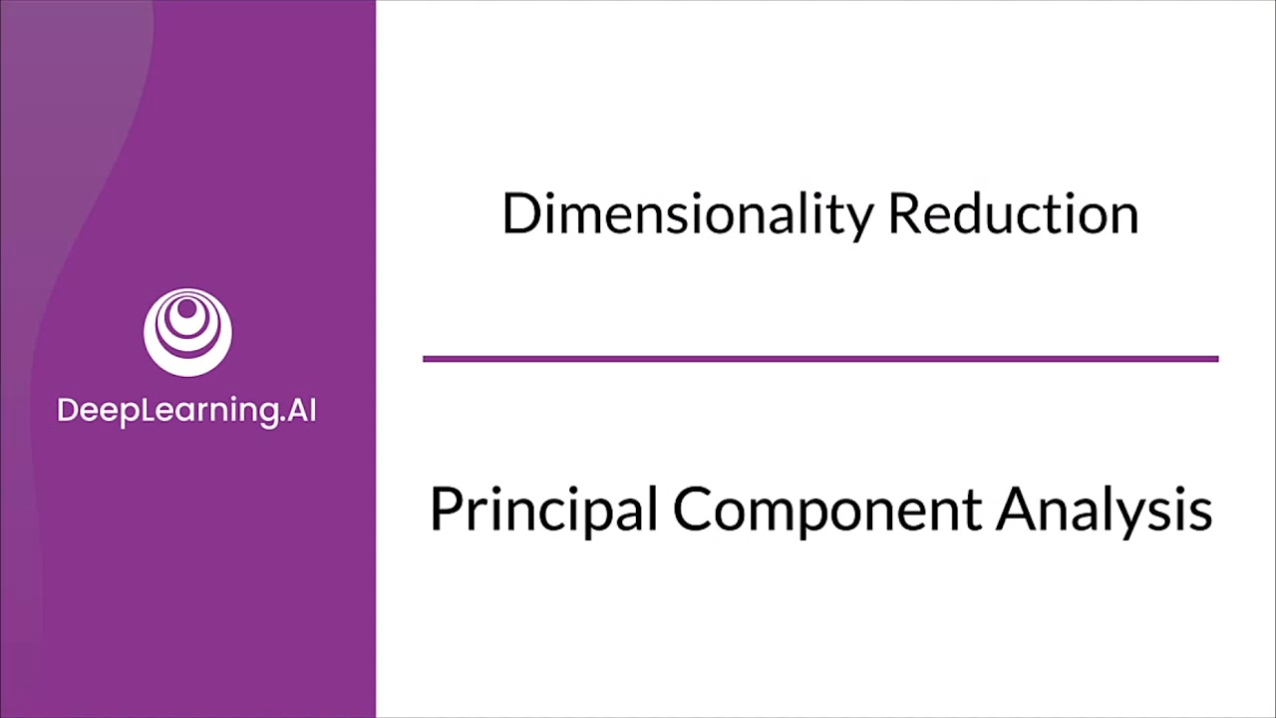 Dimensionality Reduction
DeepLearning.AI
Principal Component Analysis